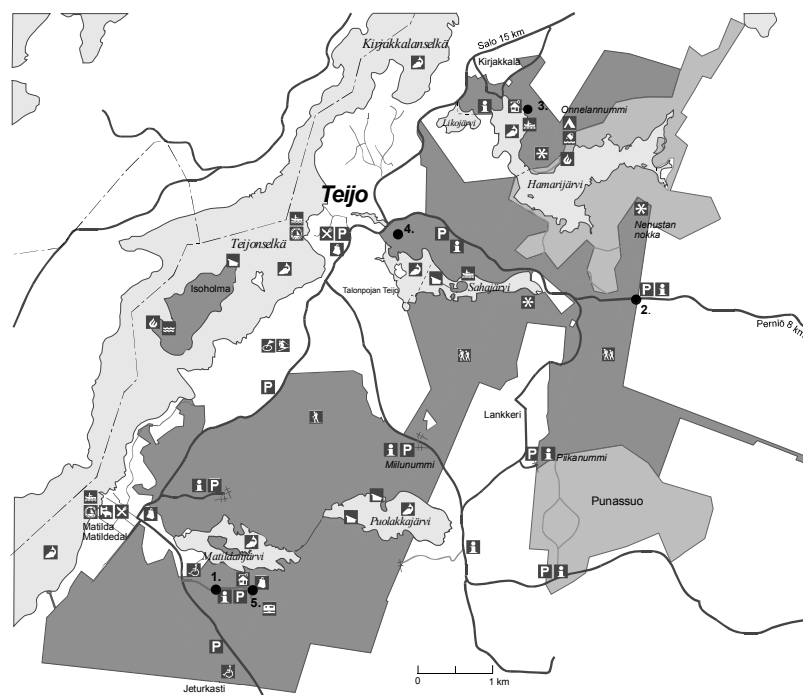 Kirjakkalanselkä
Salo 15 km
Kirjakkala
3.
Onnelannummi
Likojärvi
Hamarijärvi
Teijo
4.
Nenustan
nokka
Teijonselkä
Isoholma
Talonpojan Teijo
Sahajärvi
2.
Perniö 8 km
Lankkeri
Miilunummi
Piikanummi
Punassuo
Puolakkajärvi
Matilda
Matildedal
Matildanjärvi
1.
5.
Jeturkasti
0 1 km
P
P
P
P
P
P
P
P
P
P